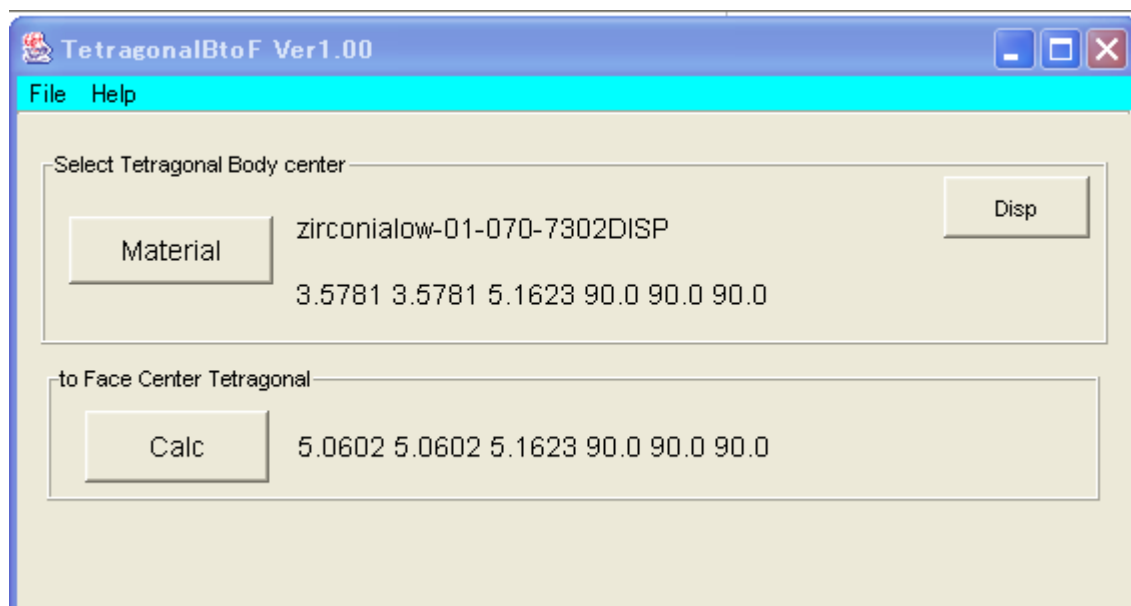 TetragonalBtoF Ver1.00
File Help
Select Tetragonal Body center
Disp
Material
zirconialow-01-070-7302DISP
3.5781 3.5781 5.1623 90.0 90.0 90.0
to Face Center Tetragonal
Calc
5.0602 5.0602 5.1623 90.0 90.0 90.0